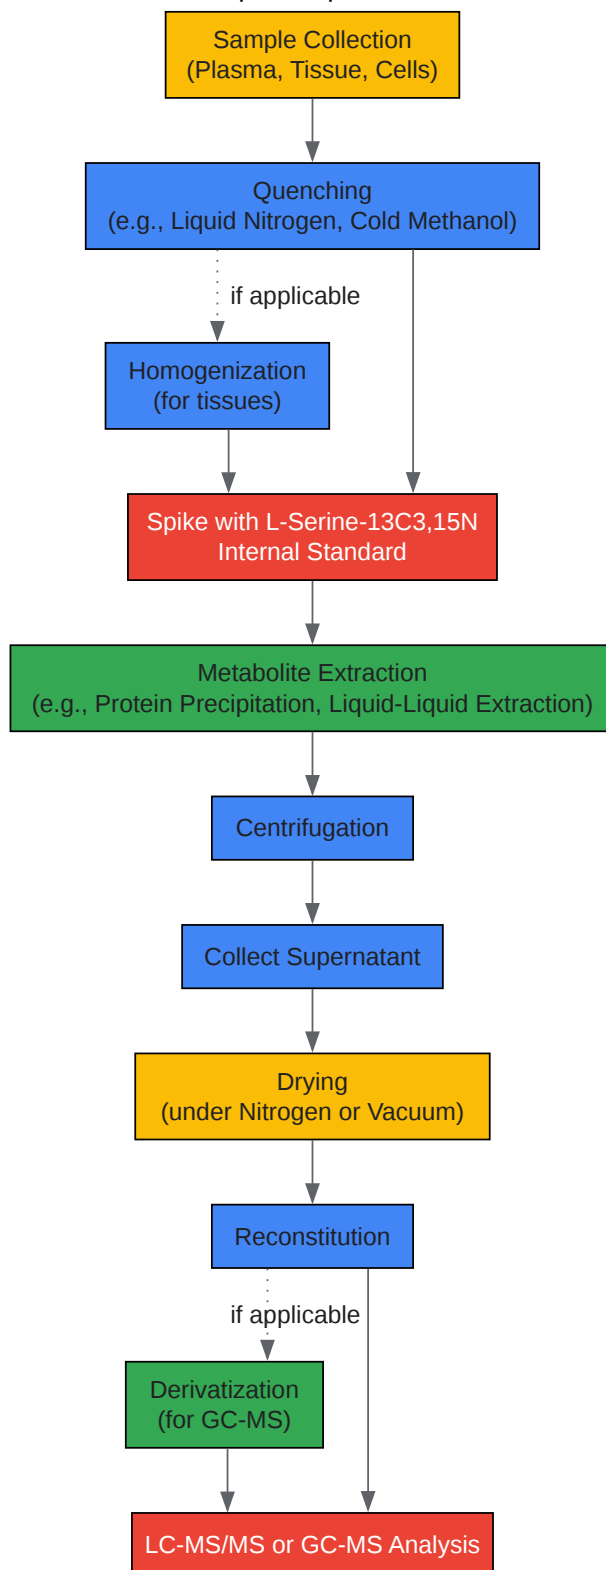 Sample Collection
(Plasma, Tissue, Cells)
Quenching
(e.g., Liquid Nitrogen, Cold Methanol)
if applicable
Homogenization
(for tissues)
Spike with L-Serine-13C3,15N
Internal Standard
Metabolite Extraction
(e.g., Protein Precipitation, Liquid-Liquid Extraction)
Centrifugation
Collect Supernatant
Drying
(under Nitrogen or Vacuum)
Reconstitution
if applicable
Derivatization
(for GC-MS)
LC-MS/MS or GC-MS Analysis